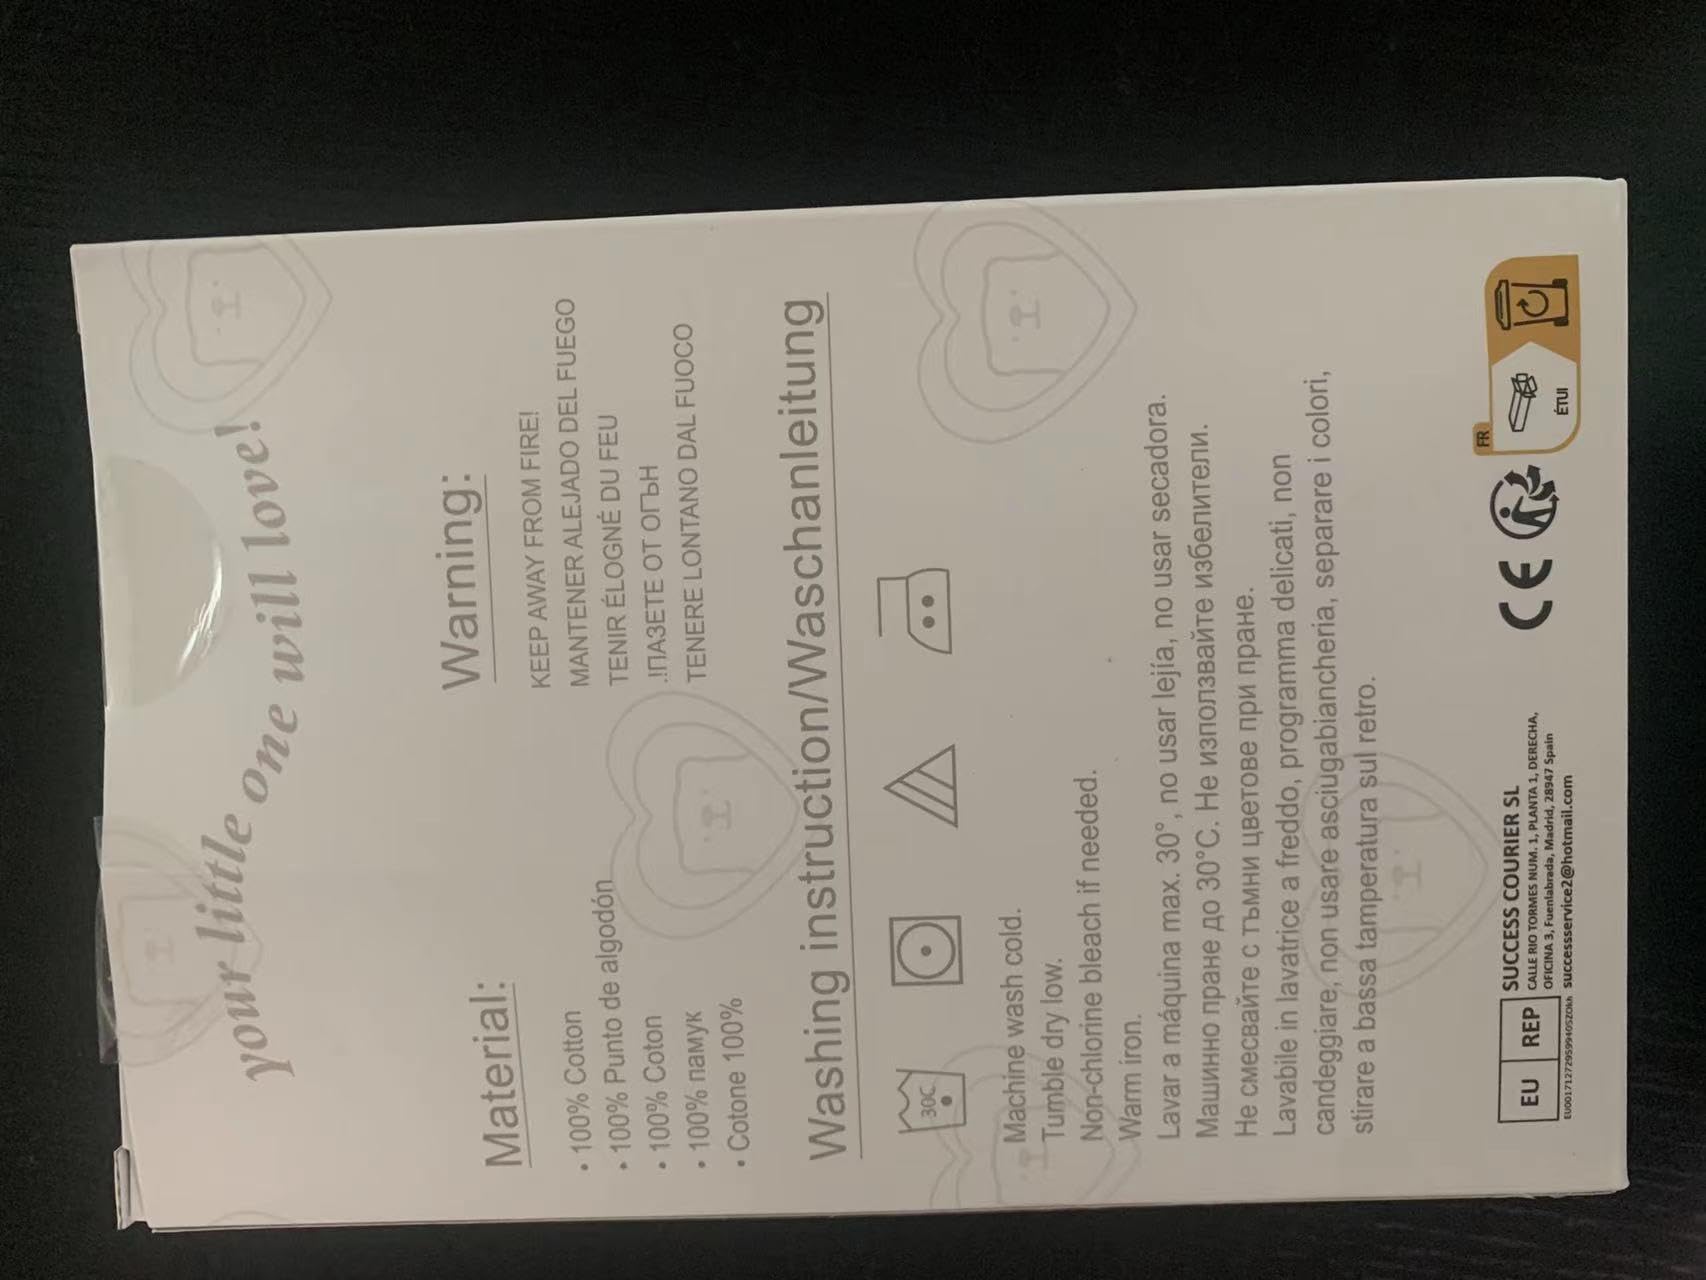 your little one will love!
Material:
• 100% Cotton
• 100% Punto de algodón
• 100% Coton
• 100% памук
• Cotone 100%
Warning:
KEEP AWAY FROM FIRE!
MANTENER ALEJADO DEL FUEGO
TENIR ÉLOGNÉ DU FEU
.!ПАЗЕТЕ ОТ ОГЪН
TENERE LONTANO DAL FUOCO
Washing instruction/Waschanleitung
30C
Machine wash cold.
Tumble dry low.
Non-chlorine bleach if needed.
Warm iron.
Lavar a máquina max. 30°, no usar lejía, no usar secadora.
Машинно пране до 30°C. Не използвайте избелители.
Не смесвайте с тъмни цветове при пране.
Lavabile in lavatrice a freddo, programma delicati, non
candeggiare, non usare asciugabiancheria, separare i colori,
stirare a bassa tamperatura sul retro.
EU REP
SUCCESS COURIER SL
CALLE RIO TORMES NUM. 1, PLANTA 1, DERECHA,
OFICINA 3, Fuenlabrada, Madrid, 28947 Spain
EU00171272959940SZ0kh successservice2@hotmail.com
CE
FR
ÉTUI